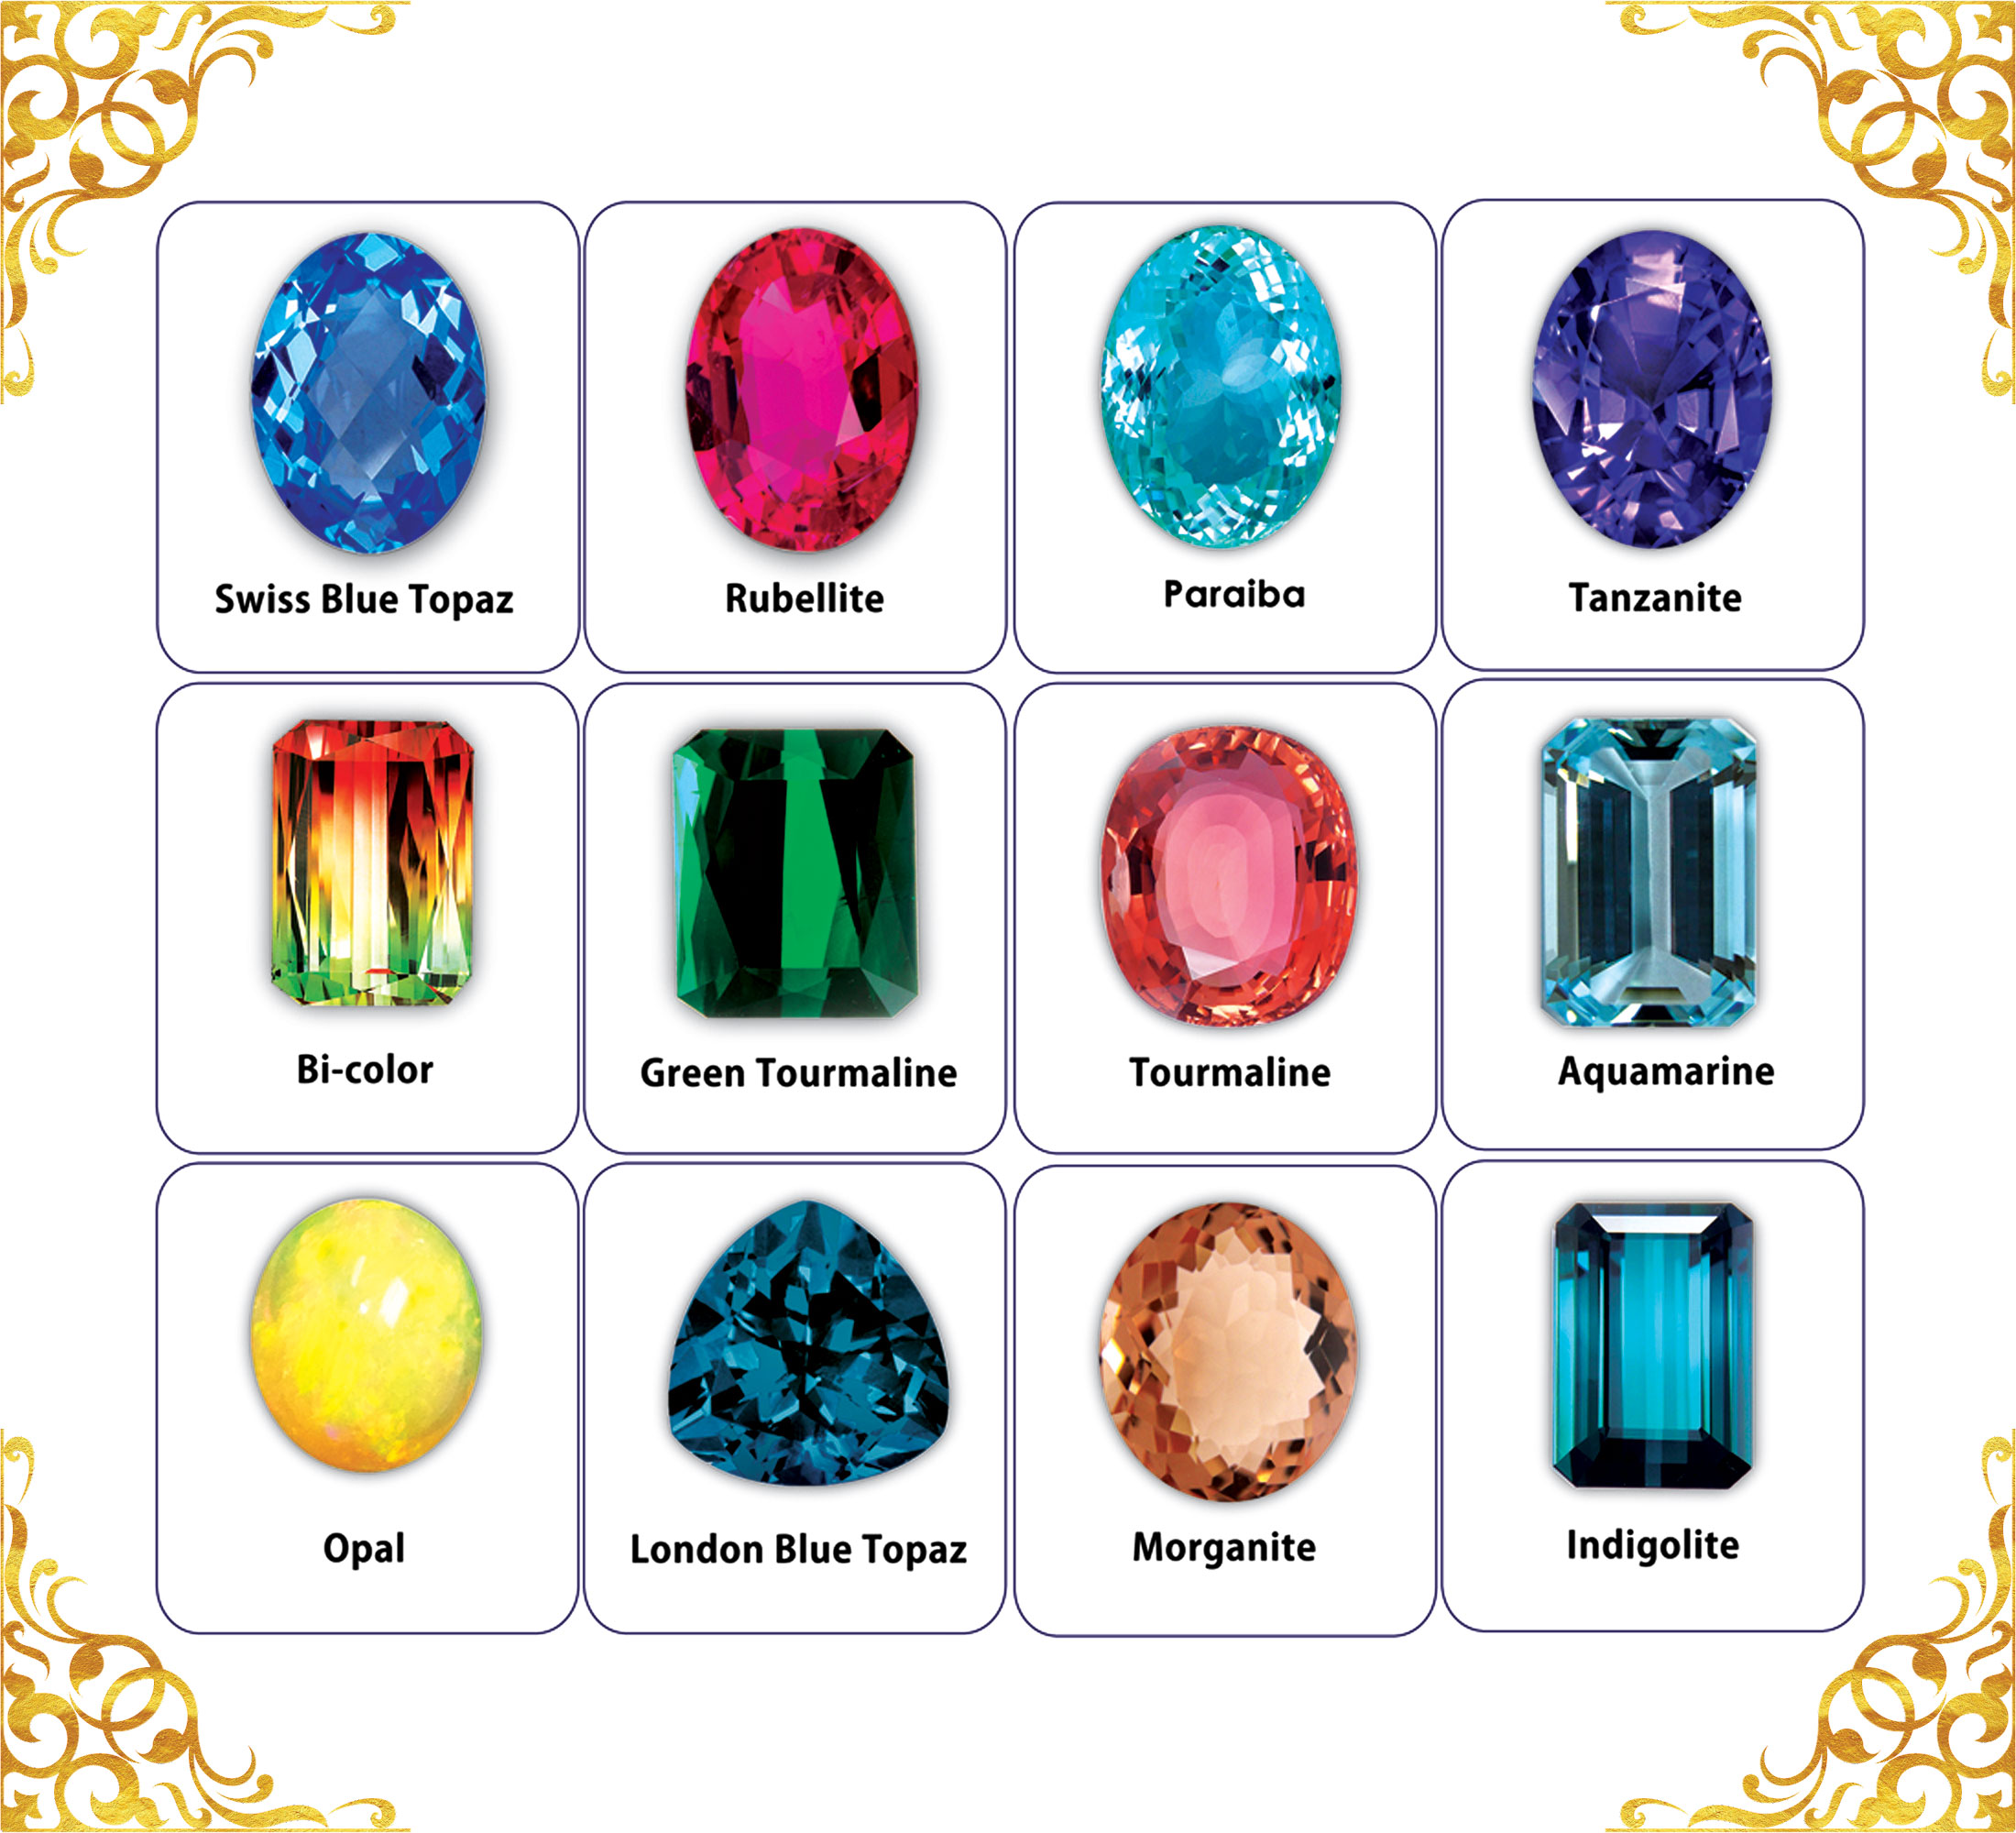 Swiss Blue Topaz
Rubellite
Paraiba
Tanzanite
Bi-color
Green Tourmaline
Tourmaline
Aquamarine
Opal
London Blue Topaz
Morganite
Indigolite